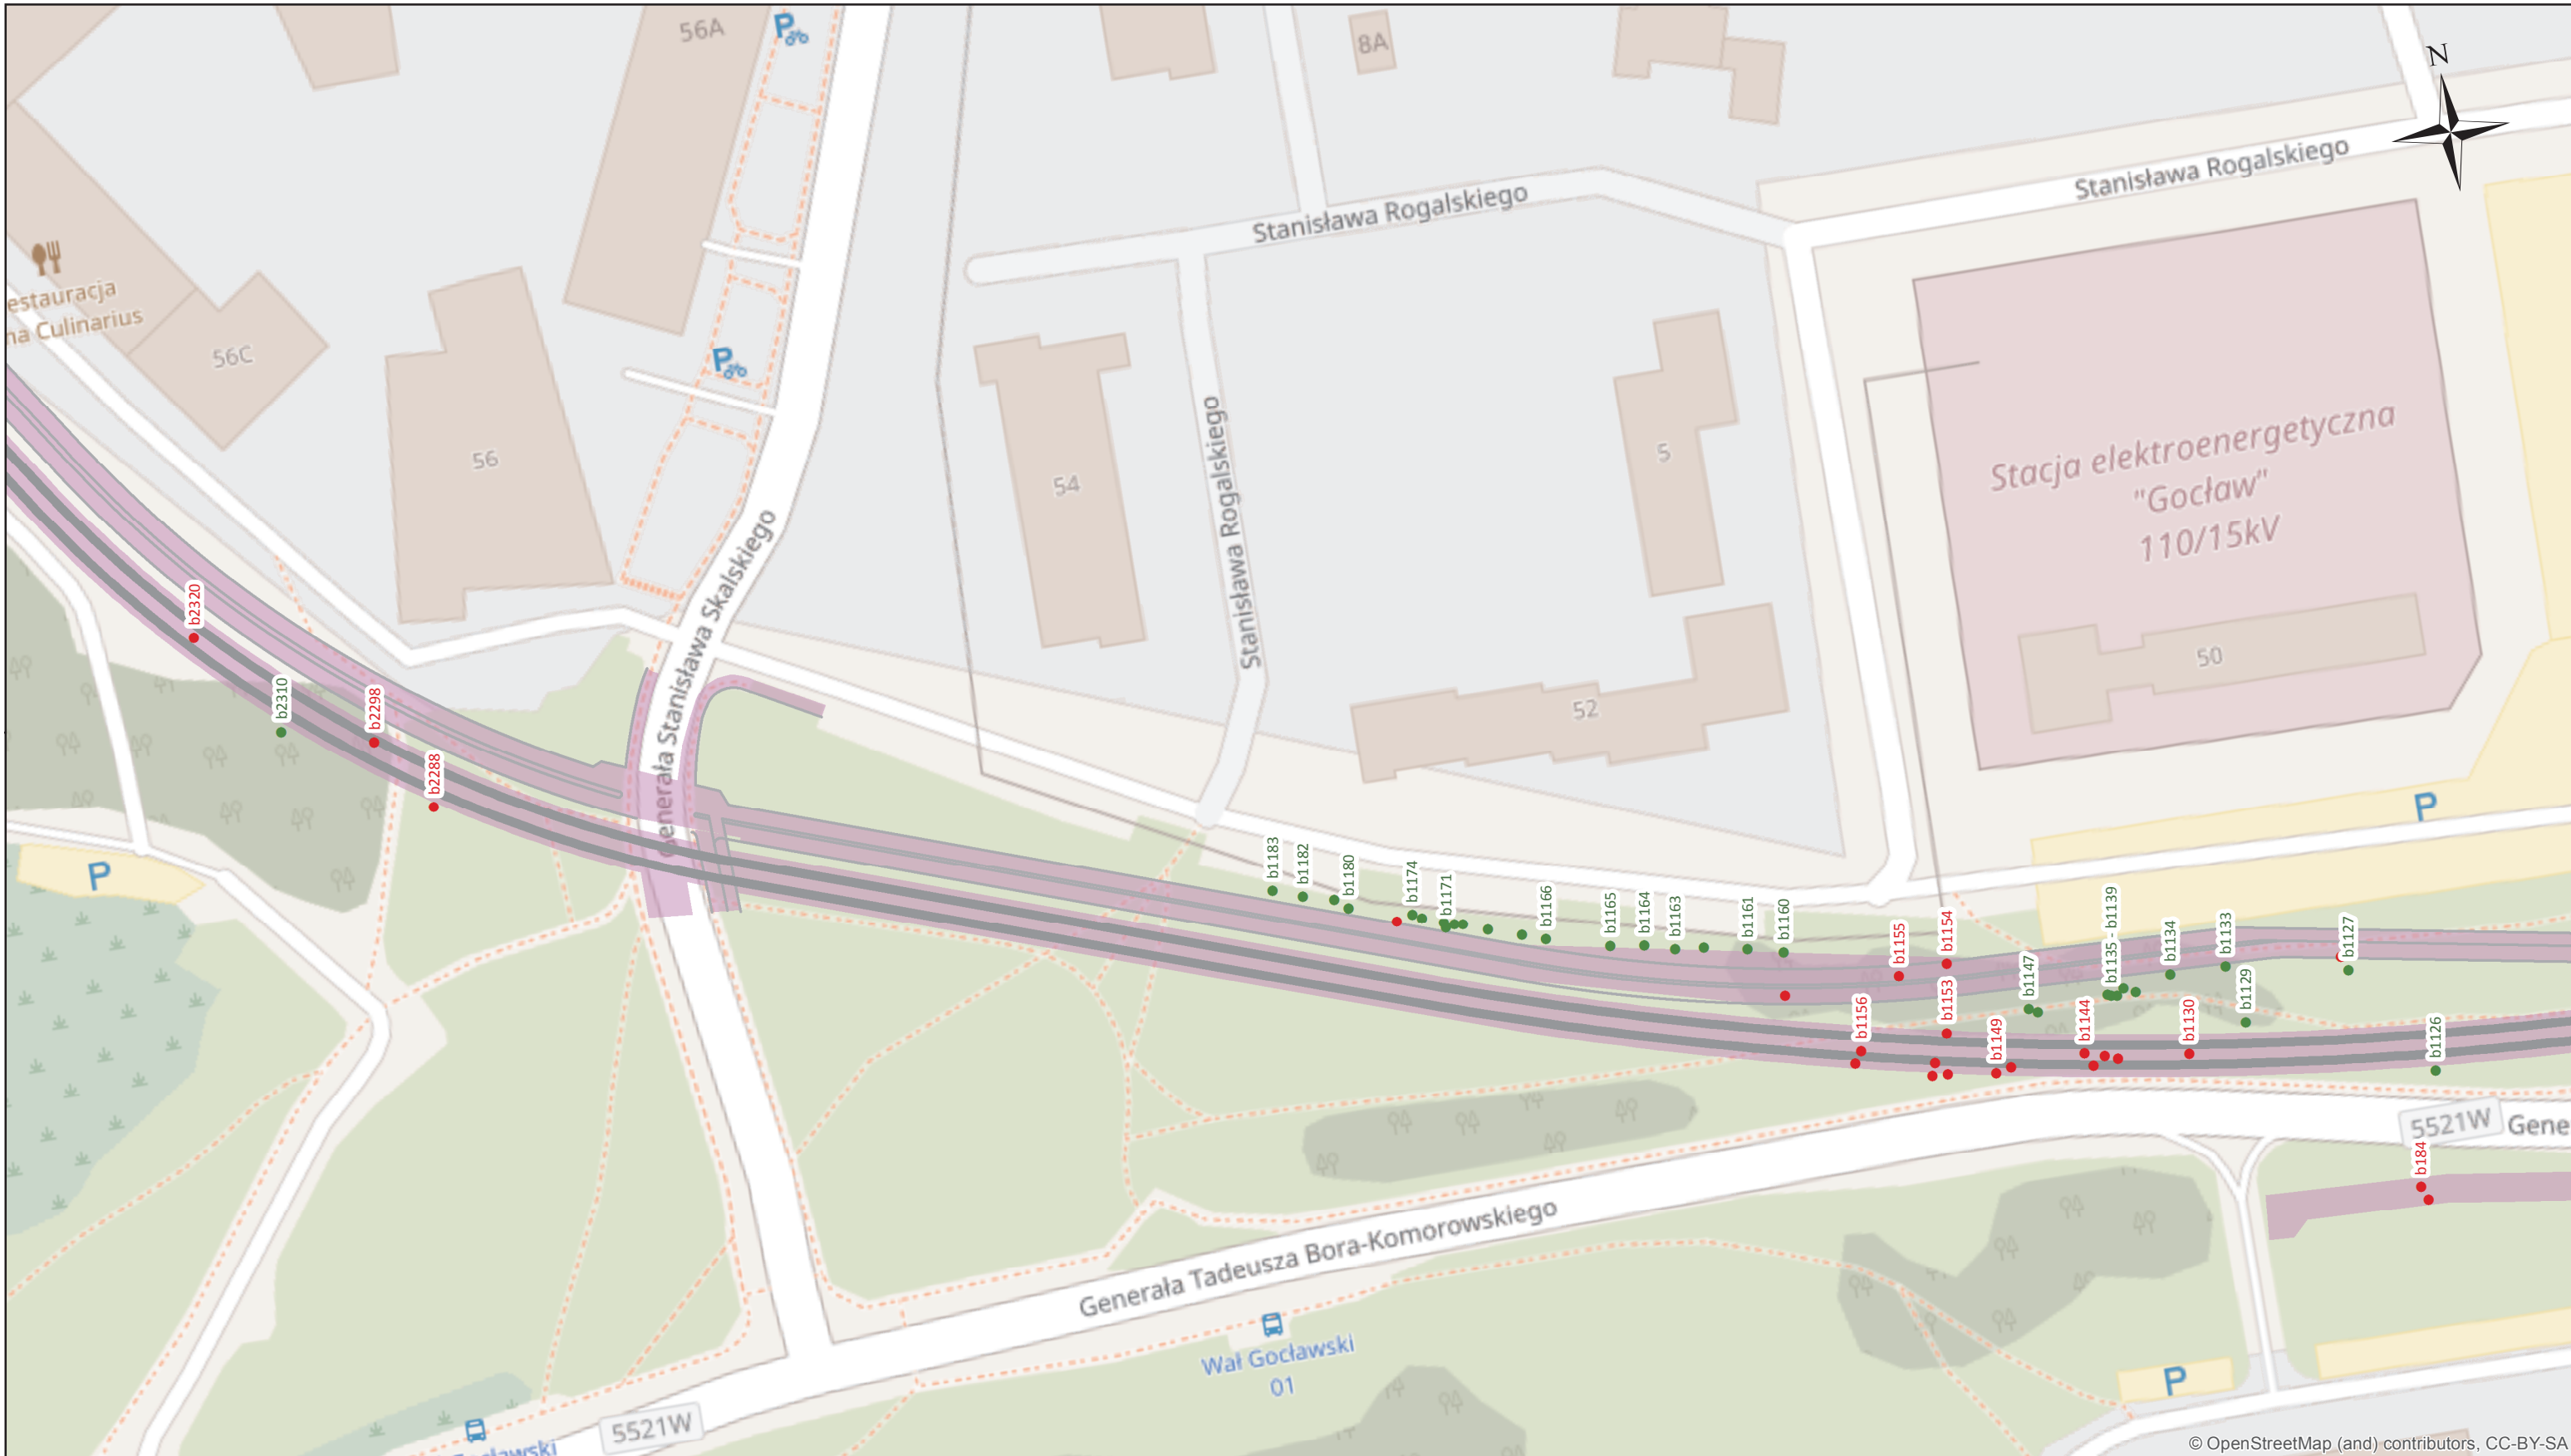 56A
8A
N
Stanisława Rogalskiego
Stanisława Rogalskiego
estauracja
na Culinarius
56C
56
54
5
Stanisława Rogalskiego
Stacja elektroenergetyczna
"Gocław"
110/15kV
Generała Stanisława Skalskiego
b2320
50
b2310
b2298
52
b2288
P
P
b1183
b1182
b1180
b1174
b1171
b1166
b1165
b1164
b1163
b1161
b1160
b1155
b1154
b1135 - b1139
b1134
b1133
b1127
b1156
b1153
b1149
b1147
b1144
b1130
b1129
b1126
5521W
Gene
b184
Generała Tadeusza Bora-Komorowskiego
Wał Gocławski
01
P
5521W
© OpenStreetMap (and) contributors, CC-BY-SA